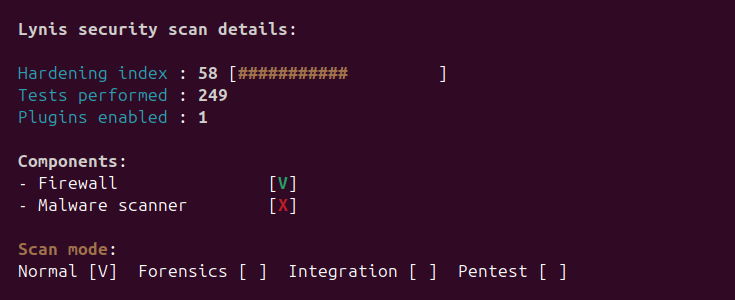 Lynis security scan details:
Hardening index : 58 [###########         ]
Tests performed : 249
Plugins enabled : 1
Components:
- Firewall               [V]
- Malware scanner        [X]
Scan mode:
Normal [V]  Forensics [ ]  Integration [ ]  Pentest [ ]